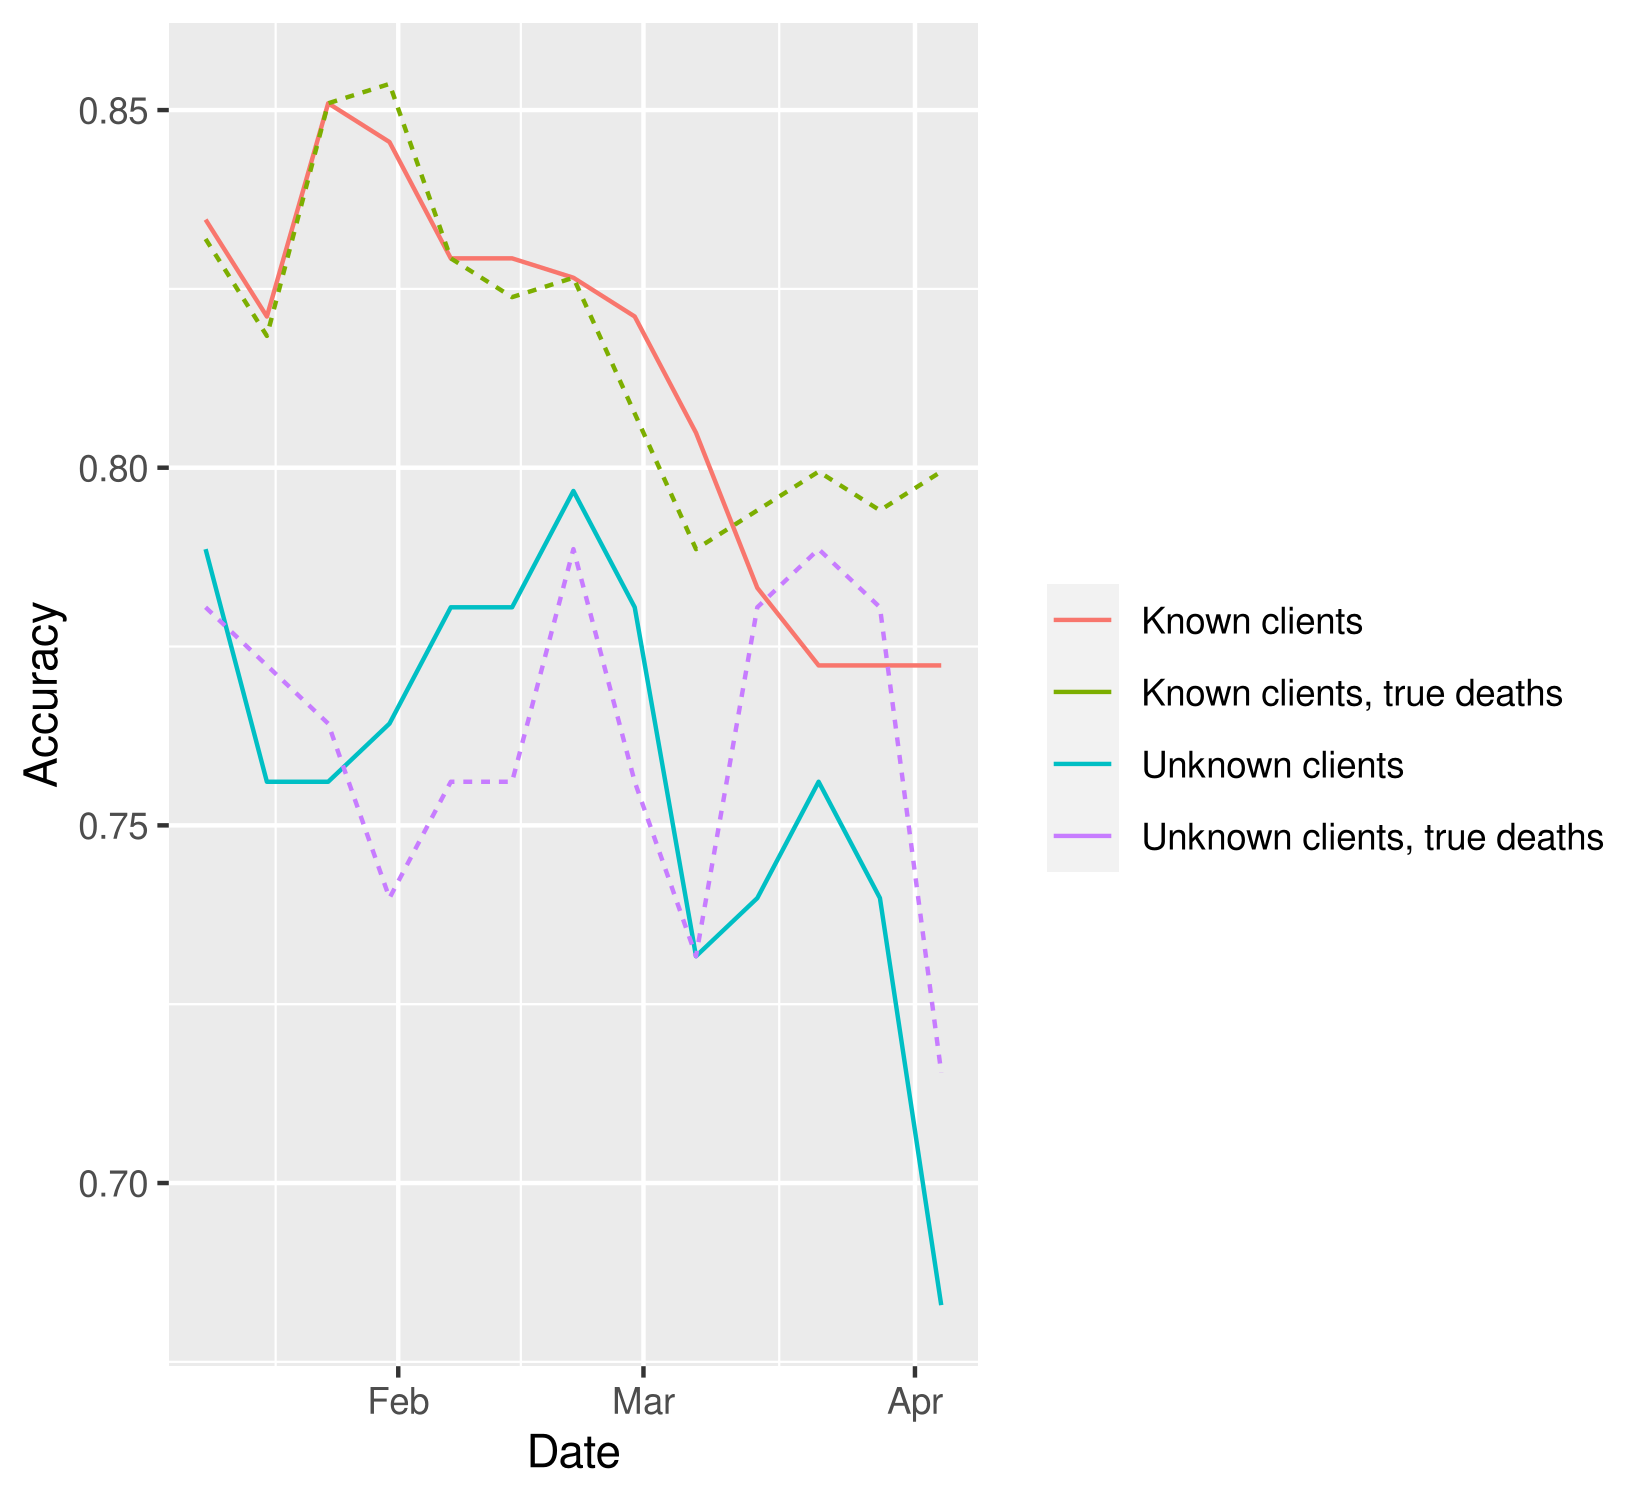 0.85
0.80
0.75
0.70
Accuracy
Feb
Mar
Apr
Date
Known clients
Known clients, true deaths
Unknown clients
Unknown clients, true deaths